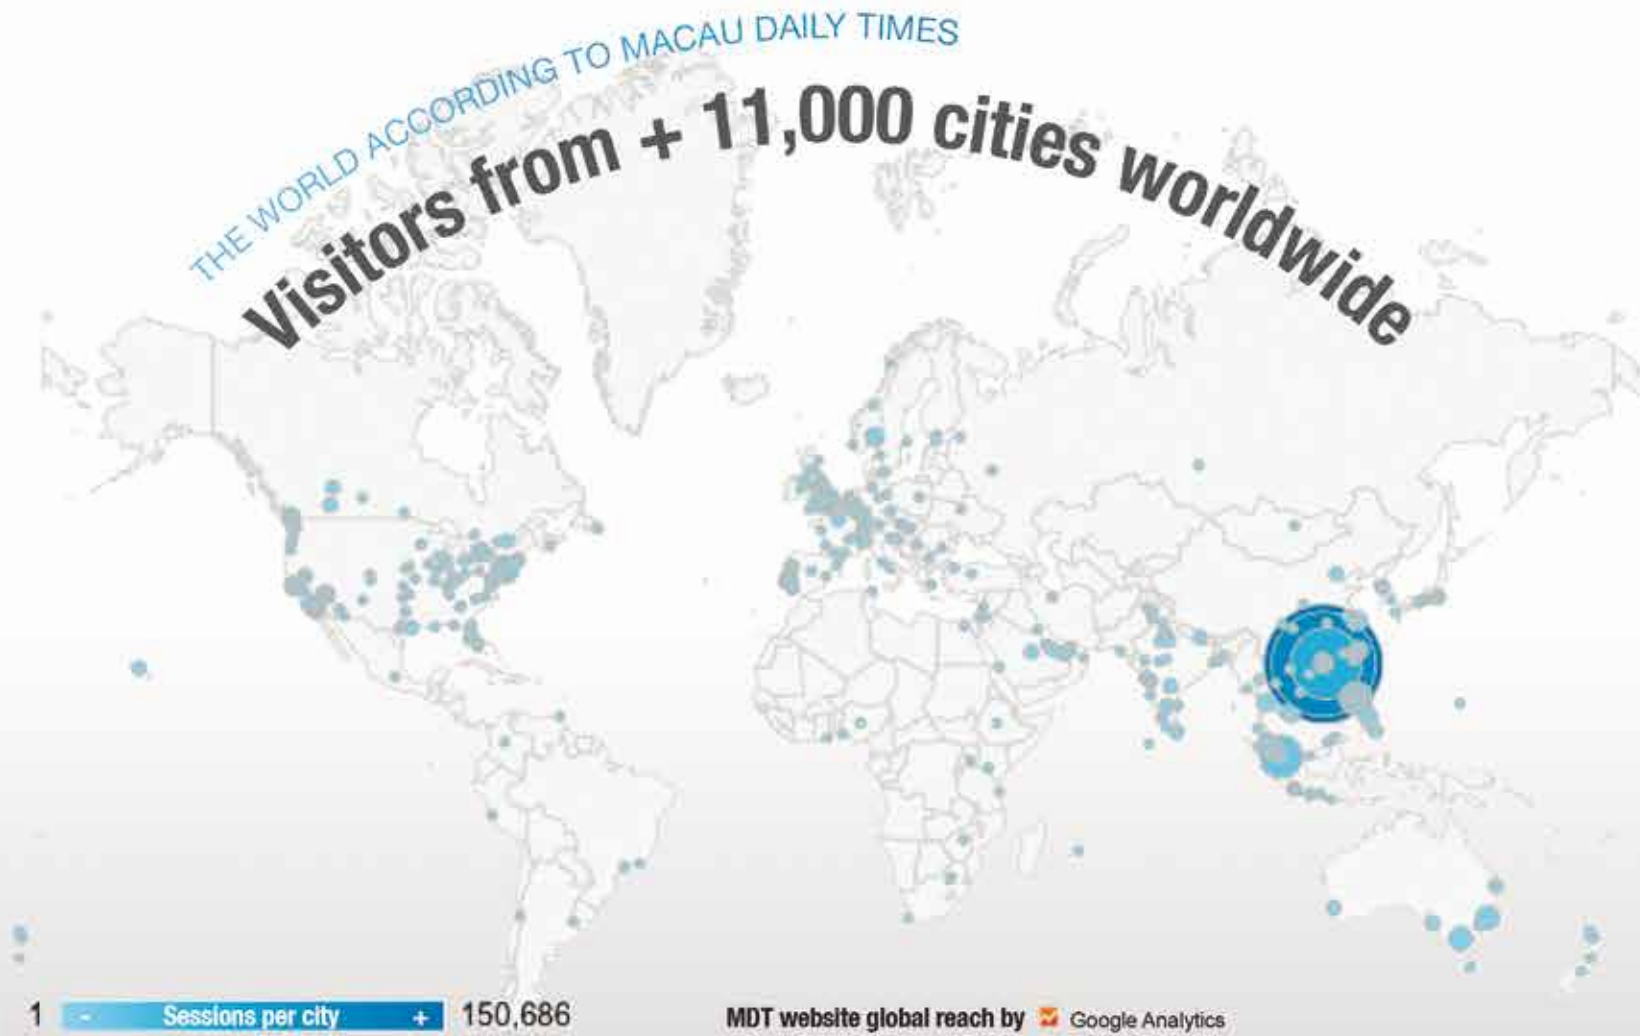 THE WORLD ACCORDING TO MACAU DAILY TIMES
Visitors from + 11,000 cities worldwide
1 - Sessions per city + 150,686
MDT website global reach by Google Analytics